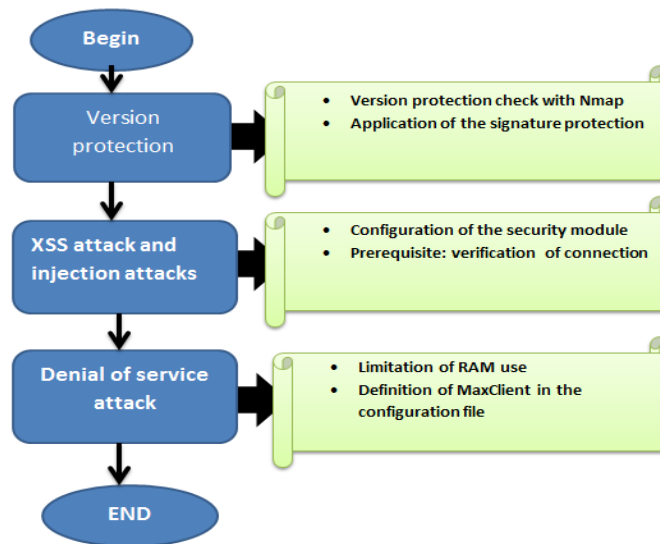 Begin
Version
protection
• Version protection check with Nmap
• Application of the signature protection
XSS attack and
injection attacks
• Configuration of the security module
• Prerequisite: verification of connection
Denial of service
attack
• Limitation of RAM use
• Definition of MaxClient in the
configuration file
END